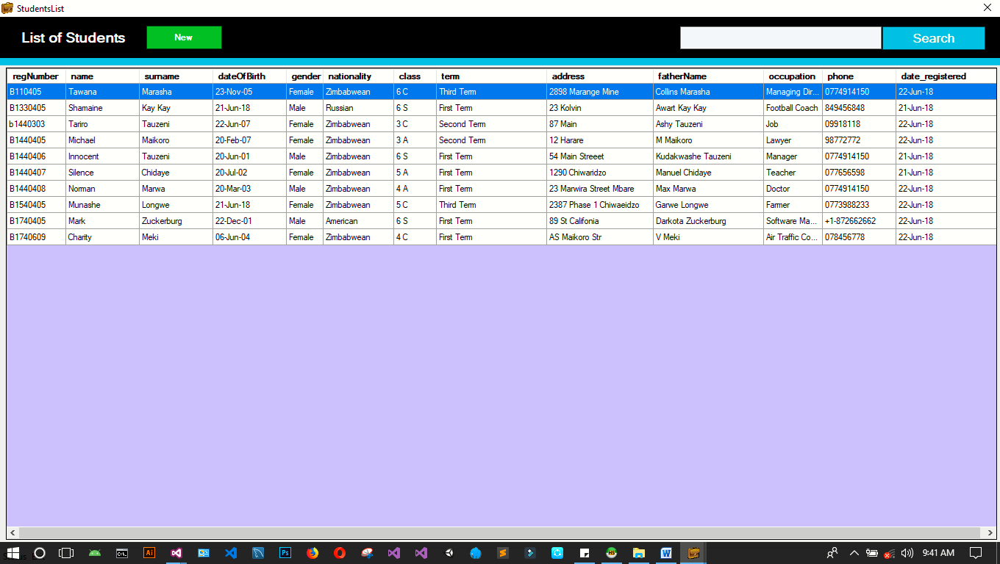 StudentsList
List of Students New Search
regNumber name surname dateOfBirth gender nationality class term address fatherName occupation phone date_registered
B110405 Tawana Marasha 23-Nov-05 Female Zimbabwean 6 C Third Term 2898 Marange Mine Collins Marasha Managing Dir... 0774914150 22-Jun-18
B1330405 Shamaine Kay Kay 21-Jun-18 Male Russian 6 S First Term 23 Kolvin Awart Kay Kay Football Coach 849456848 21-Jun-18
b1440303 Tariro Tauzeni 22-Jun-07 Female Zimbabwean 3 C Second Term 87 Main Ashy Tauzeni Job 09918118 22-Jun-18
B1440405 Michael Maikoro 20-Feb-07 Female Zimbabwean 3 A Second Term 12 Harare M Maikoro Lawyer 98772772 22-Jun-18
B1440406 Innocent Tauzeni 20-Jun-01 Male Zimbabwean 6 S First Term 54 Main Streeet Kudakwashe Tauzeni Manager 0774914150 21-Jun-18
B1440407 Silence Chidaye 20-Jul-02 Female Zimbabwean 5 A First Term 1290 Chiwaridzo Manuel Chidaye Teacher 077656598 21-Jun-18
B1440408 Norman Marwa 20-Mar-03 Male Zimbabwean 4 A First Term 23 Marwira Street Mbare Max Marwa Doctor 0774914150 22-Jun-18
B1540405 Munashe Longwe 21-Jun-18 Female Zimbabwean 5 C Third Term 2387 Phase 1 Chiwaeidzo Garwe Longwe Farmer 0773988233 22-Jun-18
B1740405 Mark Zuckerburg 22-Dec-01 Male American 6 S First Term 89 St Califonia Darkota Zuckerburg Software Ma... +1-872662662 22-Jun-18
B1740609 Charity Meki 06-Jun-04 Female Zimbabwean 4 C First Term AS Maikoro Str V Meki Air Traffic Co... 078456778 22-Jun-18
C:\. Ai Ps HS W 9:41 AM